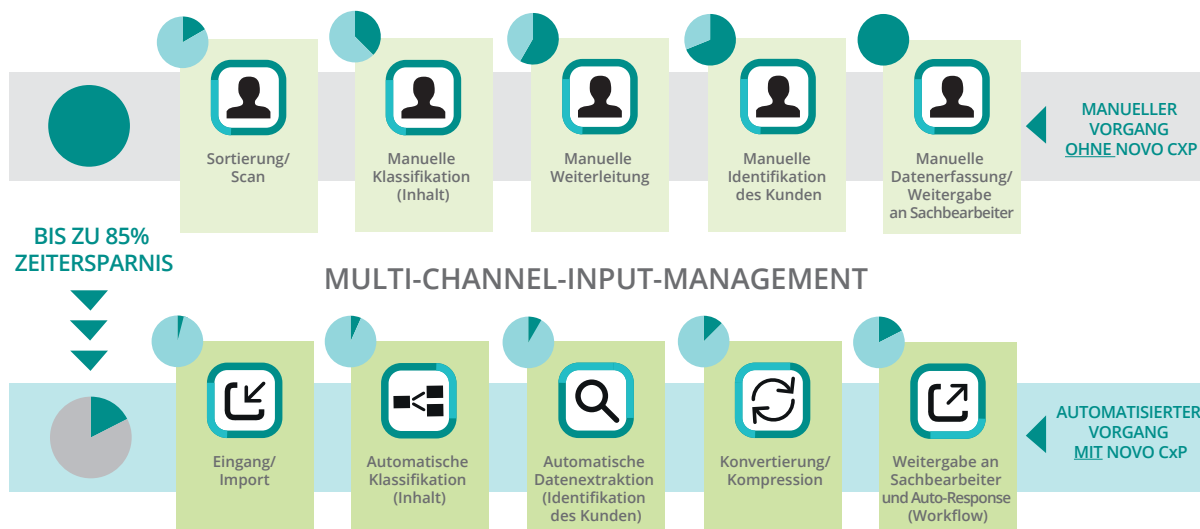 Sortierung/
Scan
Manuelle
Klassifikation
(Inhalt)
Manuelle
Weiterleitung
Manuelle
Identifikation
des Kunden
Manuelle
Datenerfassung/
Weitergabe
an Sachbearbeiter
MANUELLER
VORGANG
OHNE NOVO CXP
BIS ZU 85%
ZEITERSPARNIS
MULTI-CHANNEL-INPUT-MANAGEMENT
Eingang/
Import
Automatische
Klassifikation
(Inhalt)
Automatische
Datenextraktion
(Identifikation
des Kunden)
Konvertierung/
Kompression
Weitergabe an
Sachbearbeiter
und Auto-Response
(Workflow)
AUTOMATISIERTER
VORGANG
MIT NOVO CxP